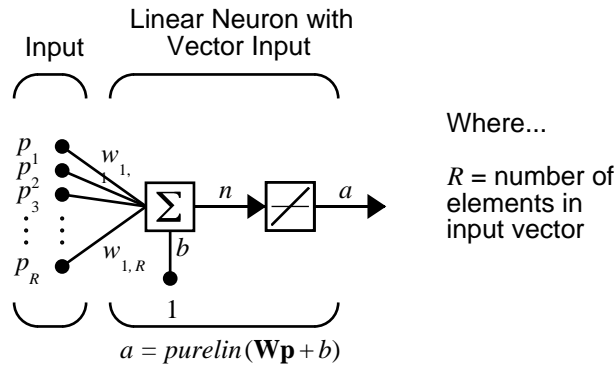 Linear Neuron with
Input Vector Input
Where...
p1
w1, 1
p2
p3
Σ n a
R = number of
elements in
input vector
pR w1, R b
1
a = purelin(Wp + b)